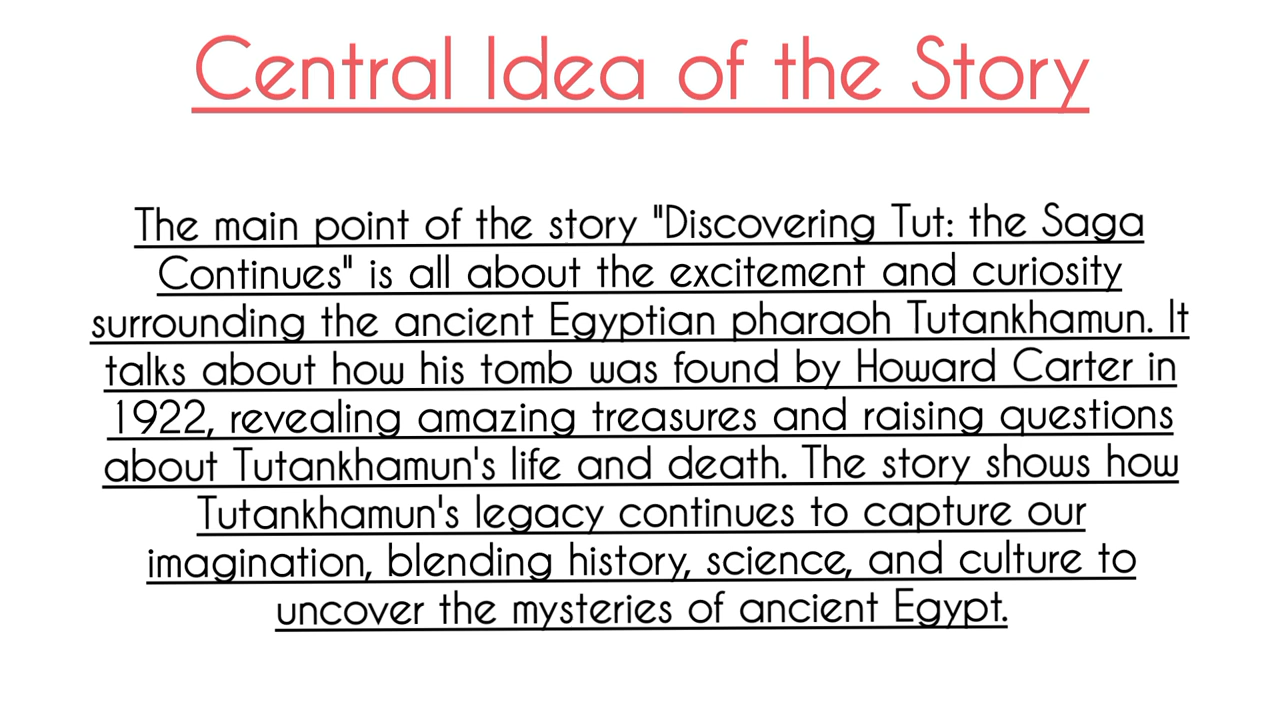 Central Idea of the Story
The main point of the story "Discovering Tut: the Saga
Continues" is all about the excitement and curiosity
surrounding the ancient Egyptian pharaoh Tutankhamun. It
talks about how his tomb was found by Howard Carter in
1922, revealing amazing treasures and raising questions
about Tutankhamun's life and death. The story shows how
Tutankhamun's legacy continues to capture our
imagination, blending history, science, and culture to
uncover the mysteries of ancient Egypt.